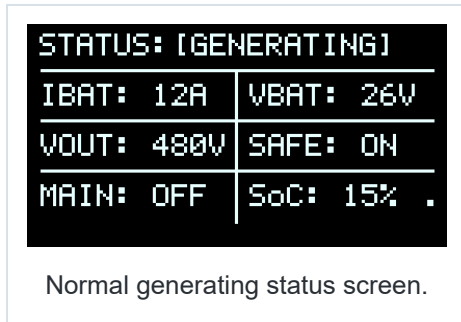 STATUS: [GENERATING]
IBAT: 12A VBAT: 26V
VOUT: 480V SAFE: ON
MAIN: OFF SoC: 15% .
Normal generating status screen.